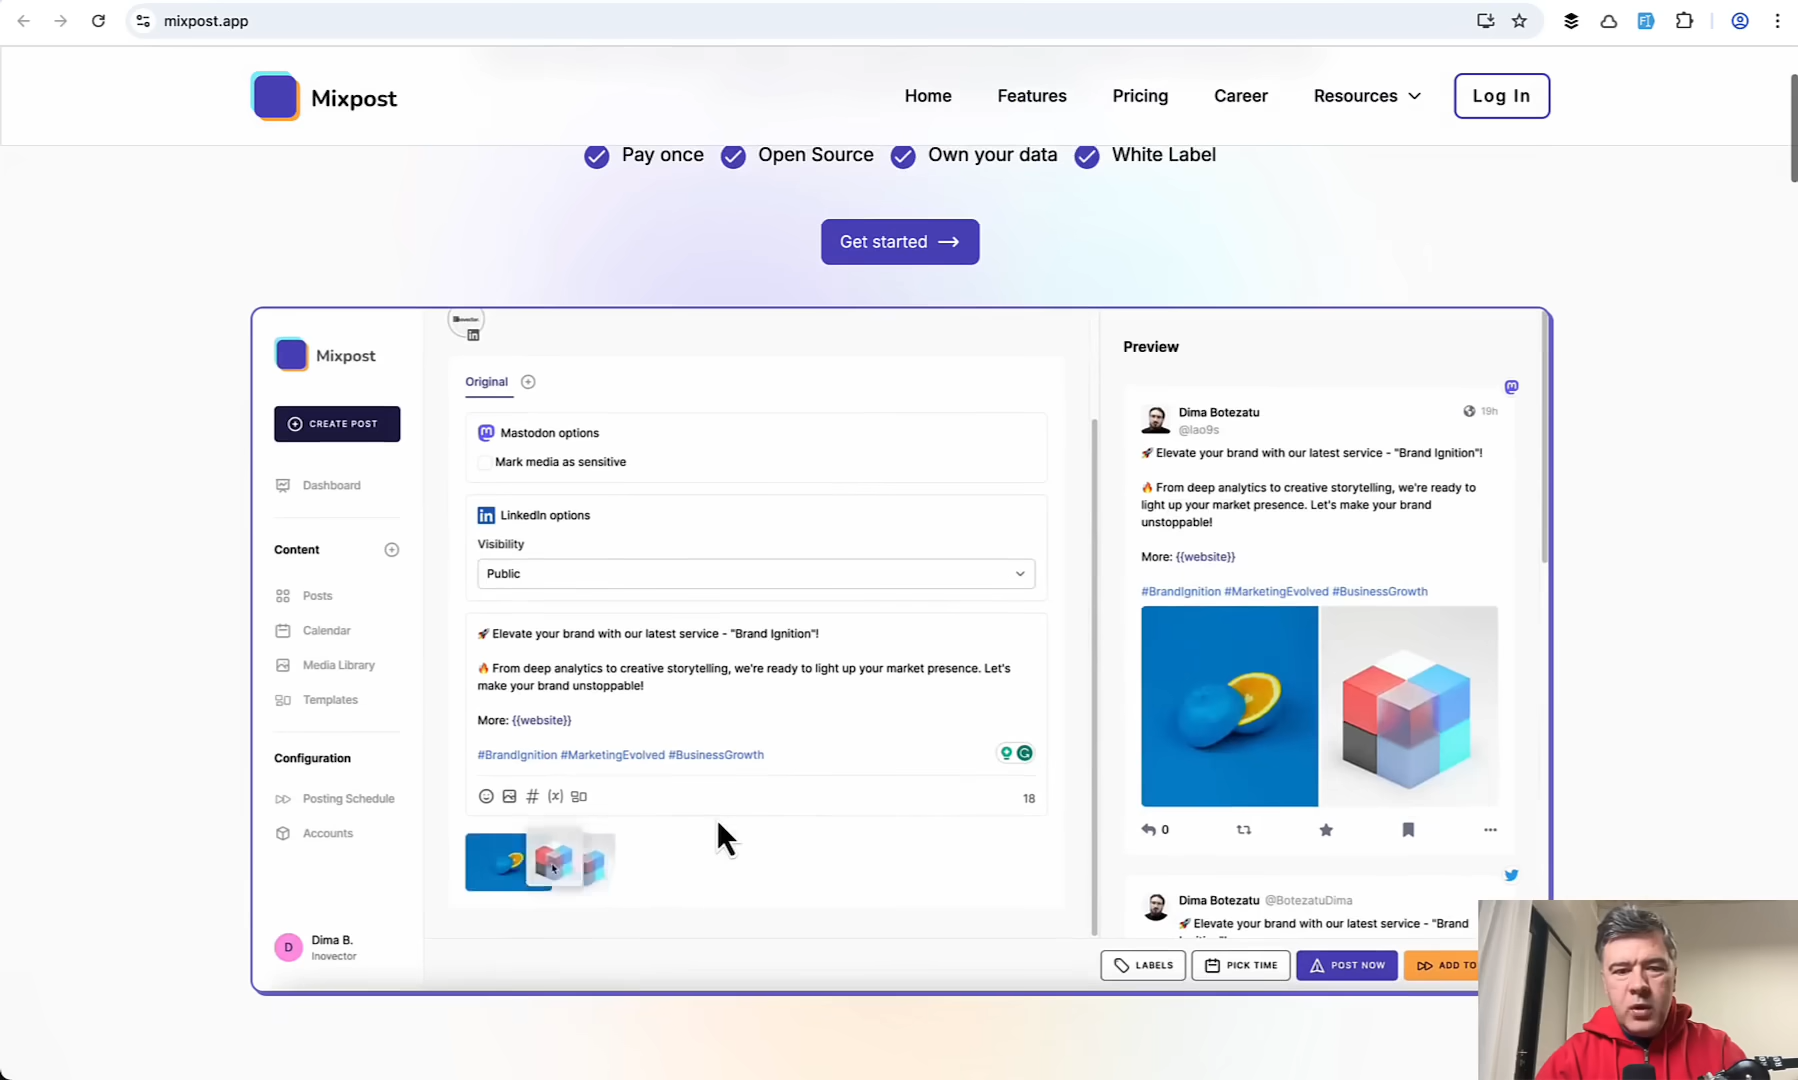 mixpost.app
Mixpost
Home
Features
Pricing
Career
Resources
Log In
Pay once
Open Source
Own your data
White Label
Get started
Mixpost
CREATE POST
Dashboard
Content
Posts
Calendar
Media Library
Templates
Configuration
Posting Schedule
Accounts
D
Dima B.
Inovector
Original
Mastodon options
Mark media as sensitive
LinkedIn options
Visibility
Public
🚀 Elevate your brand with our latest service - "Brand Ignition"!
🔥 From deep analytics to creative storytelling, we're ready to light up your market presence. Let's
make your brand unstoppable!
More: {{website}}
#BrandIgnition #MarketingEvolved #BusinessGrowth
18
Preview
Dima Botezatu
19h
@lao9s
🚀 Elevate your brand with our latest service - "Brand Ignition"!
🔥 From deep analytics to creative storytelling, we're ready to
light up your market presence. Let's make your brand
unstoppable!
More: {{website}}
#BrandIgnition #MarketingEvolved #BusinessGrowth
0
Dima Botezatu @BotezatuDima
🚀 Elevate your brand with our latest service - "Brand
LABELS
PICK TIME
POST NOW
ADD TO